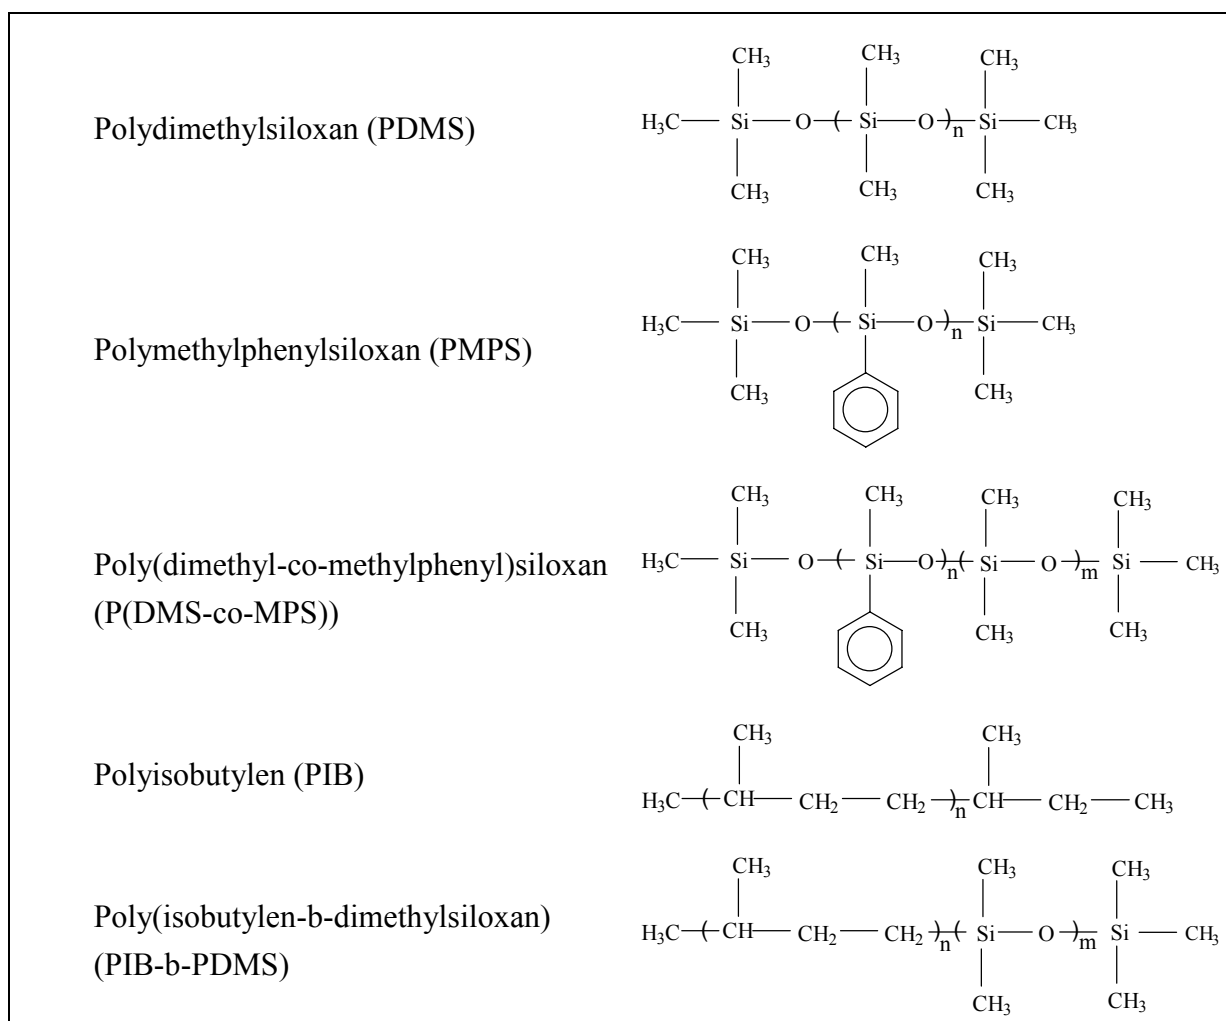 Polydimethylsiloxan (PDMS)
CH₃ CH₃ CH₃
H₃C Si O ( Si O )n Si CH₃
CH₃ CH₃ CH₃
Polymethylphenylsiloxan (PMPS)
CH₃ CH₃ CH₃
H₃C Si O ( Si O )n Si CH₃
CH₃ CH₃
Poly(dimethyl-co-methylphenyl)siloxan
(P(DMS-co-MPS))
CH₃ CH₃ CH₃ CH₃
H₃C Si O ( Si O )n ( Si O )m Si CH₃
CH₃ CH₃ CH₃
Polyisobutylen (PIB)
CH₃ CH₃
H₃C ( CH CH₂ CH₂ )n CH CH₂ CH₃
Poly(isobutylen-b-dimethylsiloxan)
(PIB-b-PDMS)
CH₃ CH₃ CH₃
H₃C ( CH CH₂ CH₂ )n ( Si O )m Si CH₃
CH₃ CH₃